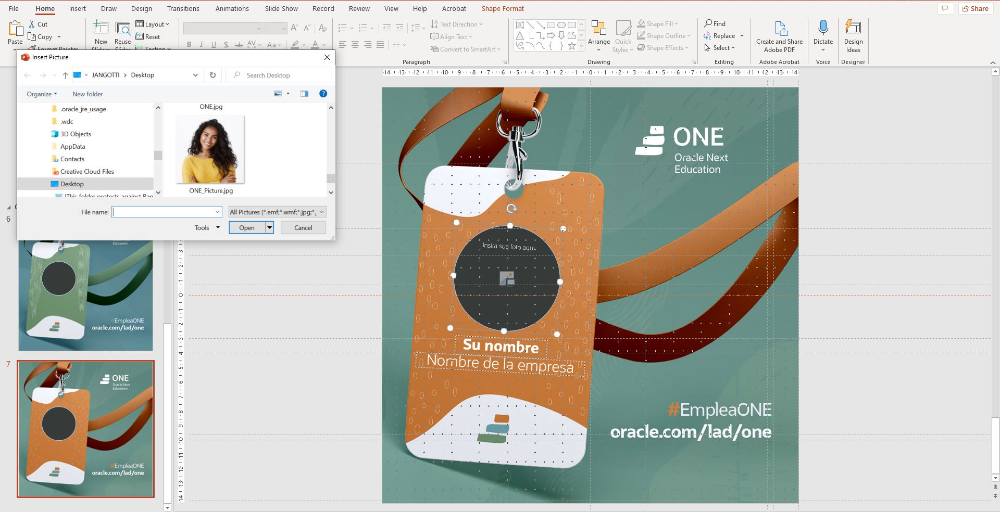 File
Home
Insert
Draw
Design
Transitions
Animations
Slide Show
Record
Review
View
Help
Acrobat
Shape Format
Share
Paste
Cut
Copy
Format Painter
New
Reuse
Layout
Reset
Section
Text Direction
Align Text
Convert to SmartArt
Paragraph
Arrange
Quick
Styles
Shape Fill
Shape Outline
Shape Effects
Drawing
Find
Replace
Select
Editing
Create and Share
Adobe PDF
Adobe Acrobat
Dictate
Voice
Design
Ideas
Designer
Insert Picture
« JANGOTTI > Desktop
Search Desktop
Organize
New folder
.oracle_jre_usage
.wdc
3D Objects
AppData
Contacts
Creative Cloud Files
Desktop
!This folder protects against Ran
ONE.jpg
ONE_Picture.jpg
File name:
All Pictures (*.emf;*.wmf;*.jpg;*.
Tools
Open
Cancel
6
Education
#EmpleaONE
oracle.com/lad/one
7
ONE
Oracle Next
Education
#EmpleaONE
oracle.com/lad/one
ONE
Oracle Next
Education
Insira sua foto aqui.
Su nombre
Nombre de la empresa
#EmpleaONE
oracle.com/lad/one